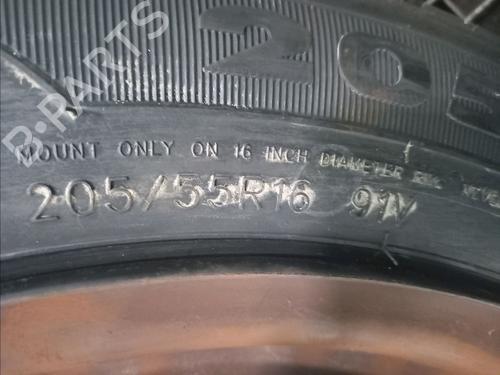 205
B-PARTS
MOUNT ONLY ON 16 INCH DIAMETER
205/55R16 91V